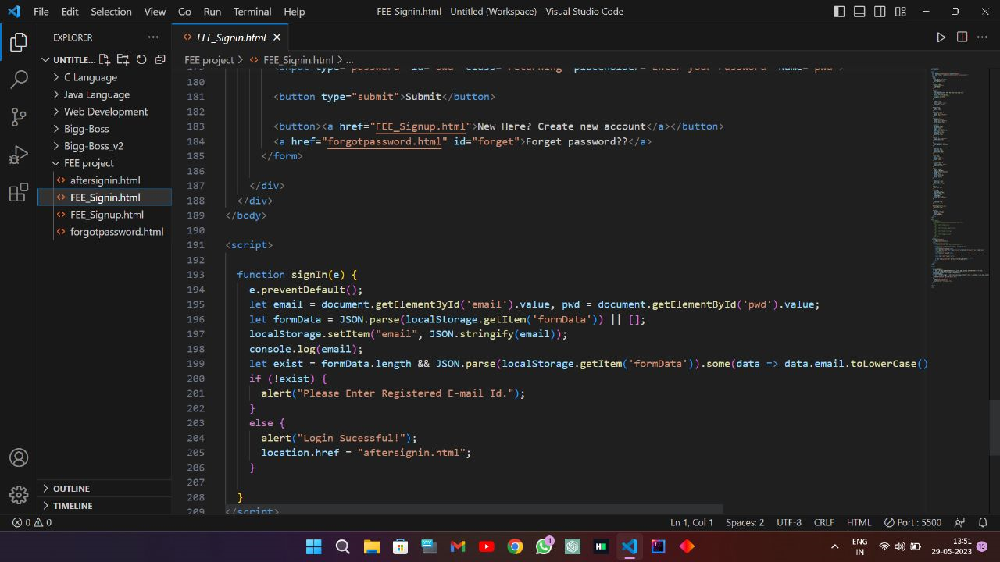 File Edit Selection View Go Run Terminal Help FEE_Signin.html - Untitled (Workspace) - Visual Studio Code
EXPLORER
FEE_Signin.html
UNTITLE...
FEE project > FEE_Signin.html > ...
C Language
Java Language
Web Development
Bigg-Boss
Bigg-Boss_v2
FEE project
aftersignin.html
FEE_Signin.html
FEE_Signup.html
forgotpassword.html
OUTLINE
TIMELINE
179 <input type="password" id="pwd" class="returning" placeholder="Enter your Password" name="pwd">
180
181 <button type="submit">Submit</button>
182
183 <button><a href="FEE_Signup.html">New Here? Create new account</a></button>
184 <a href="forgotpassword.html" id="forget">Forget password??</a>
185 </form>
186
187 </div>
188 </div>
189 </body>
190
191 <script>
192
193 function signIn(e) {
194 e.preventDefault();
195 let email = document.getElementById('email').value, pwd = document.getElementById('pwd').value;
196 let formData = JSON.parse(localStorage.getItem('formData')) || [];
197 localStorage.setItem("email", JSON.stringify(email));
198 console.log(email);
199 let exist = formData.length && JSON.parse(localStorage.getItem('formData')).some(data => data.email.toLowerCase()
200 if (!exist) {
201 alert("Please Enter Registered E-mail Id.");
202 }
203 else {
204 alert("Login Sucessful!");
205 location.href = "aftersignin.html";
206 }
207
208 }
209 </script>
0 0 Ln 1, Col 1 Spaces: 2 UTF-8 CRLF HTML Port : 5500
1
ENG
IN
13:51
29-05-2023
15